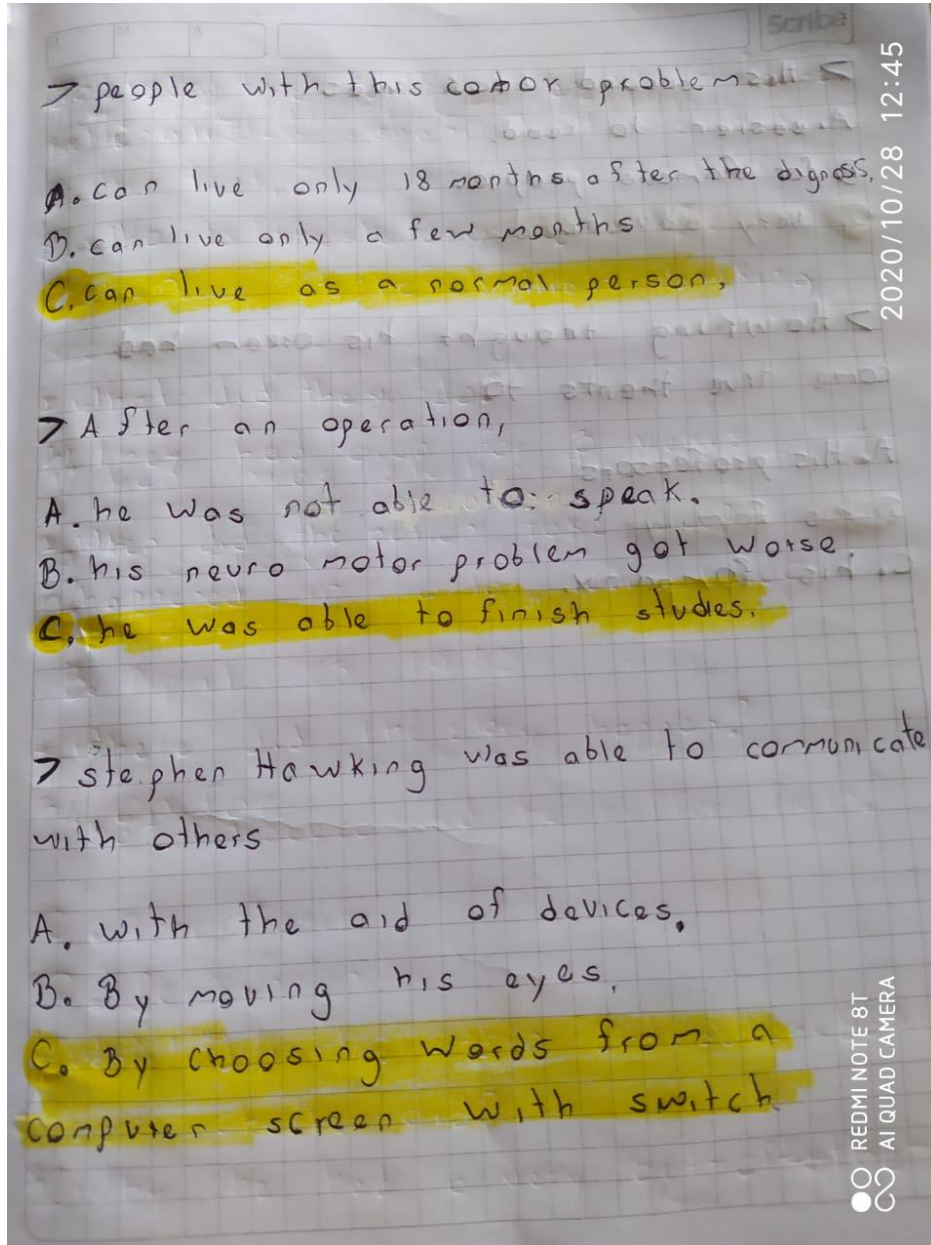 Scribe
> people with this problem
A. can live only 18 months after the dignosis,
B. can live only a few months
C. can live as a normal person,
> After an operation,
A. he was not able to speak.
B. his neuro motor problem got worse.
C. he was able to finish studies.
> stephen Hawking was able to communicate
with others
A. with the aid of devices.
B. By moving his eyes.
C. By choosing words from a
computer screen with switch
2020/10/28 12:45
REDMI NOTE 8T
AI QUAD CAMERA